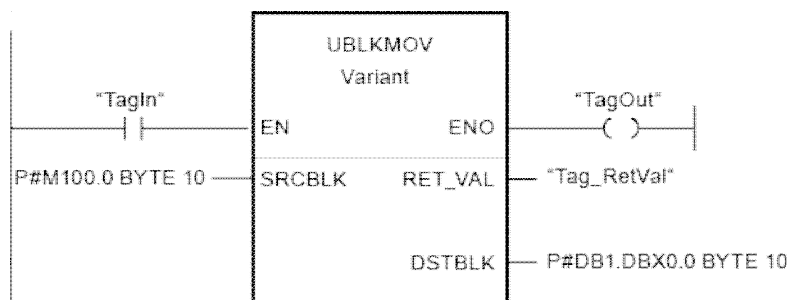 UBLKMOV
Variant
"TagIn" "TagOut"
EN ENO
P#M100.0 BYTE 10 SRCBLK RET_VAL "Tag_RetVal"
DSTBLK P#DB1.DBX0.0 BYTE 10